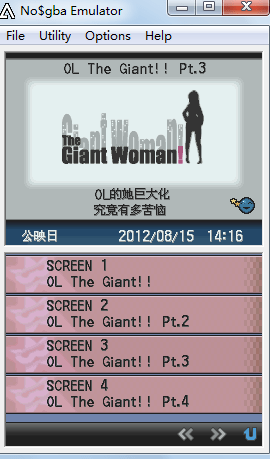 No$gba Emulator
File Utility Options Help
OL The Giant!! Pt.3
Giant Woman
The
Giant Woman!
OL的她巨大化
究竟有多苦恼
公映日 2012/08/15 14:16
SCREEN 1
OL The Giant!!
SCREEN 2
OL The Giant!! Pt.2
SCREEN 3
OL The Giant!! Pt.3
SCREEN 4
OL The Giant!! Pt.4